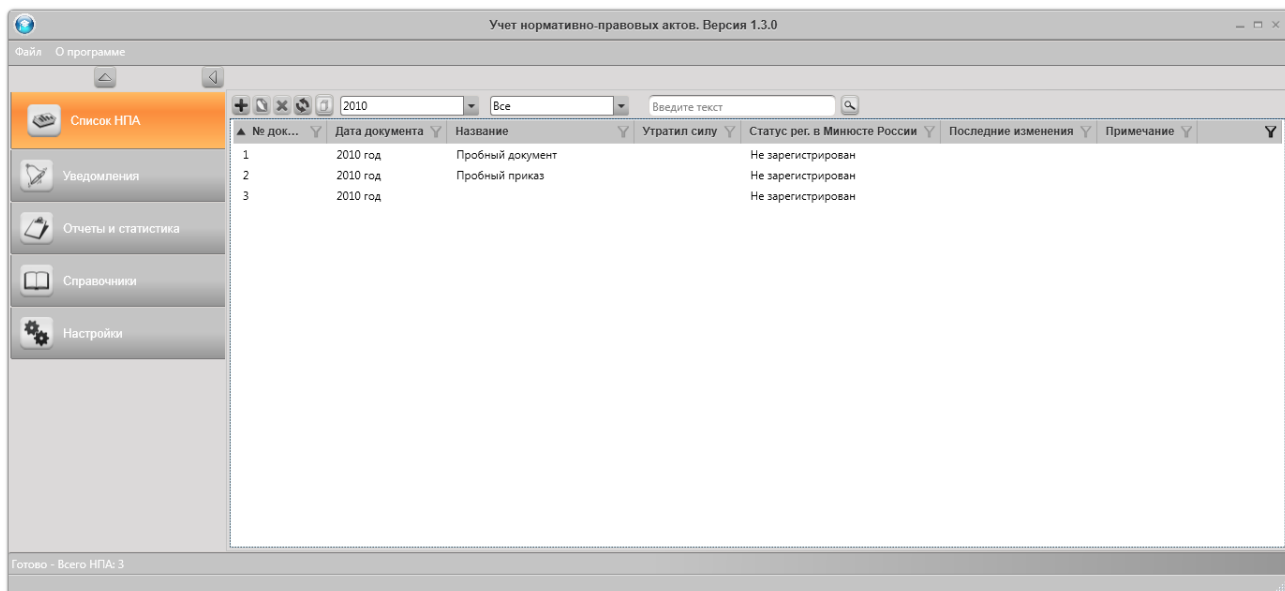 Учет нормативно-правовых актов. Версия 1.3.0
Файл О программе
Список НПА
Уведомления
Отчеты и статистика
Справочники
Настройки
2010 Все Введите текст
№ док... Дата документа Название Утратил силу Статус рег. в Минюсте России Последние изменения Примечание
1 2010 год Пробный документ Не зарегистрирован
2 2010 год Пробный приказ Не зарегистрирован
3 2010 год Не зарегистрирован
Готово - Всего НПА: 3